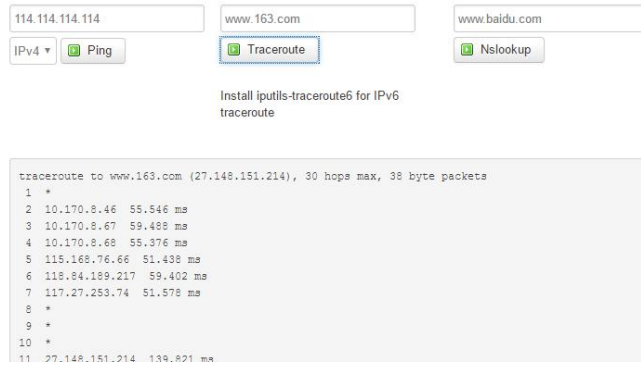 114.114.114.114
www.163.com
www.baidu.com
IPv4
Ping
Traceroute
Nslookup
Install iputils-traceroute6 for IPv6
traceroute
traceroute to www.163.com (27.148.151.214), 30 hops max, 38 byte packets
1 *
2 10.170.8.46 55.546 ms
3 10.170.8.67 59.488 ms
4 10.170.8.68 55.376 ms
5 115.168.76.66 51.438 ms
6 118.84.189.217 59.402 ms
7 117.27.253.74 51.578 ms
8 *
9 *
10 *
11 27.148.151.214 139.821 ms